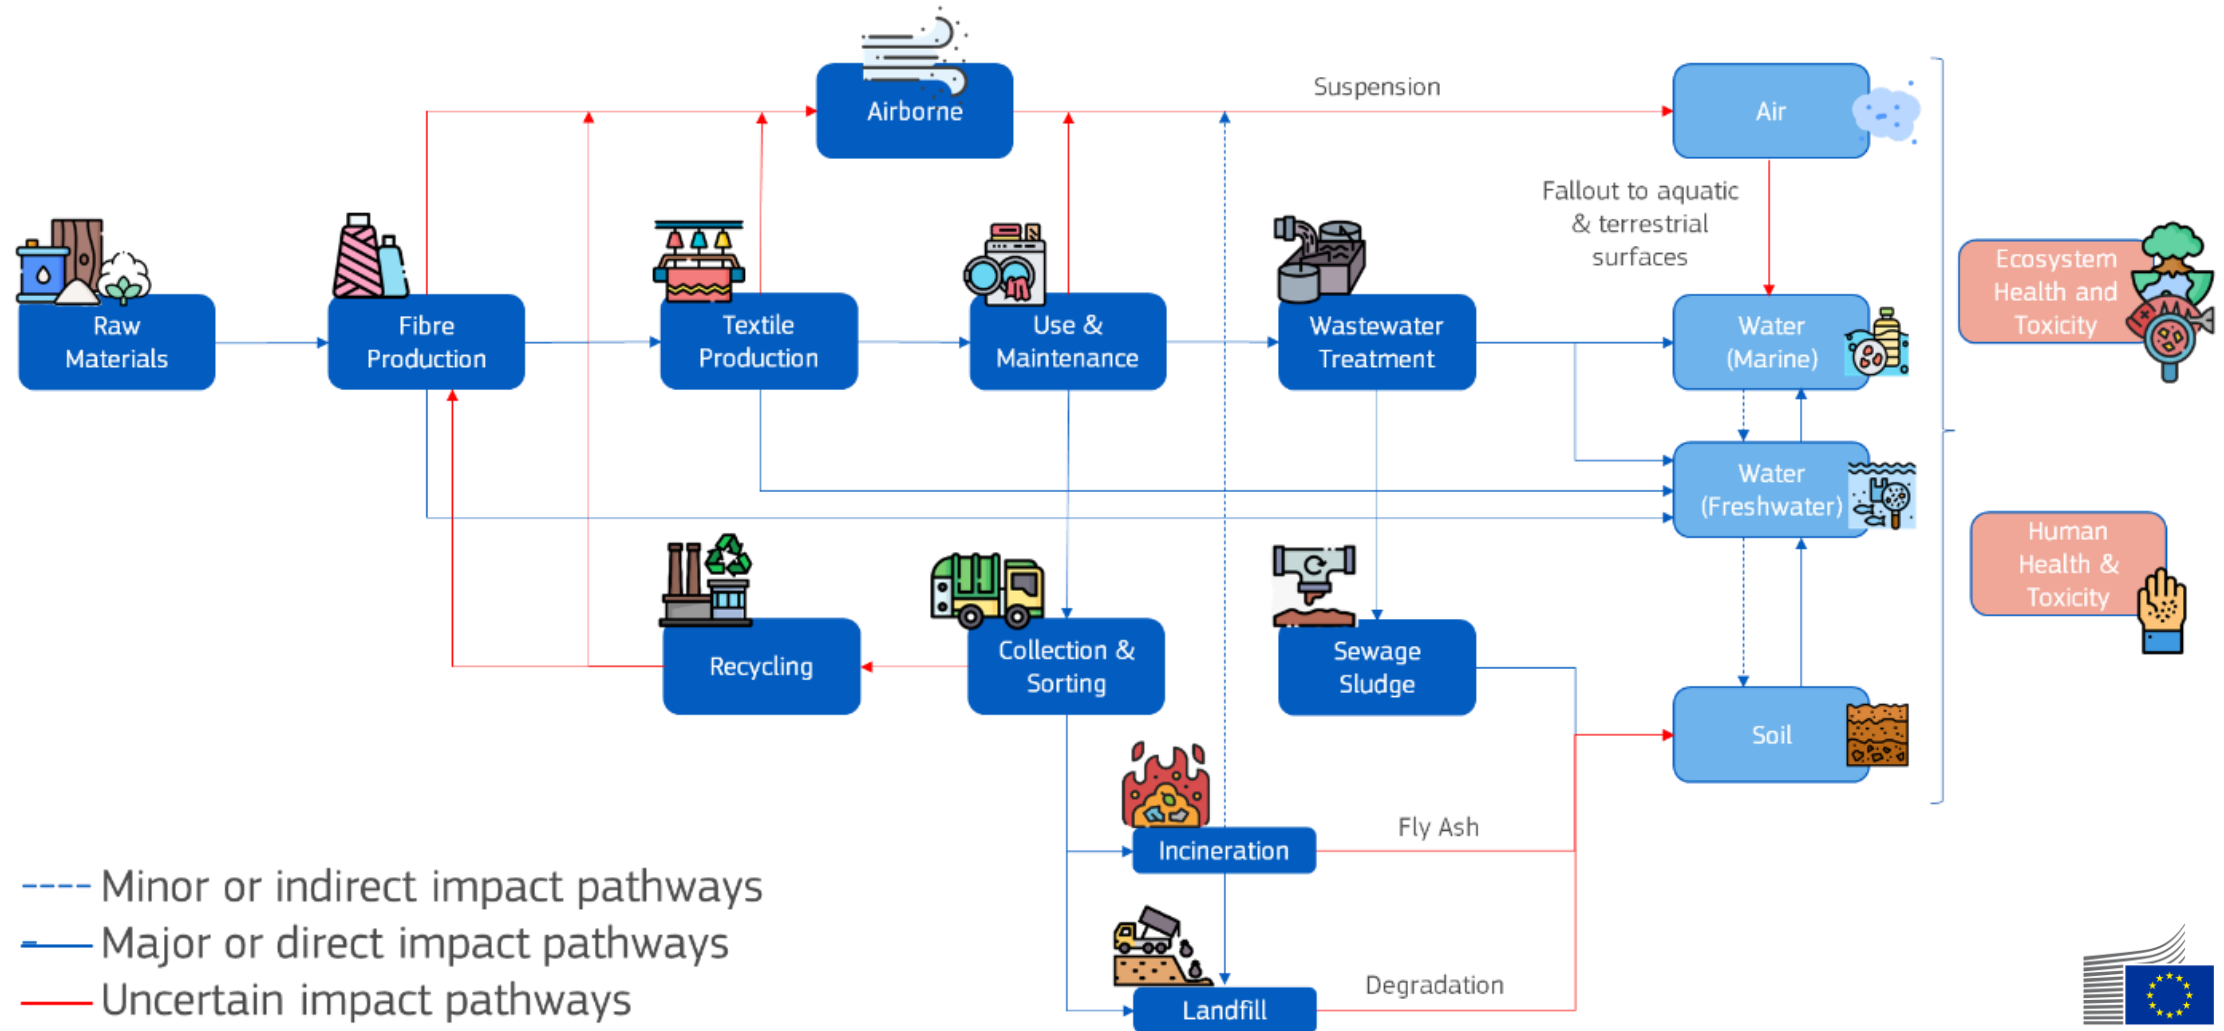 Suspension
Airborne
Air
Fallout to aquatic
& terrestrial
surfaces
Raw
Materials
Fibre
Production
Textile
Production
Use &
Maintenance
Wastewater
Treatment
Water
(Marine)
Ecosystem
Health and
Toxicity
Water
(Freshwater)
Human
Health &
Toxicity
Recycling
Collection &
Sorting
Sewage
Sludge
Soil
Incineration
Fly Ash
Landfill
Degradation
Minor or indirect impact pathways
Major or direct impact pathways
Uncertain impact pathways